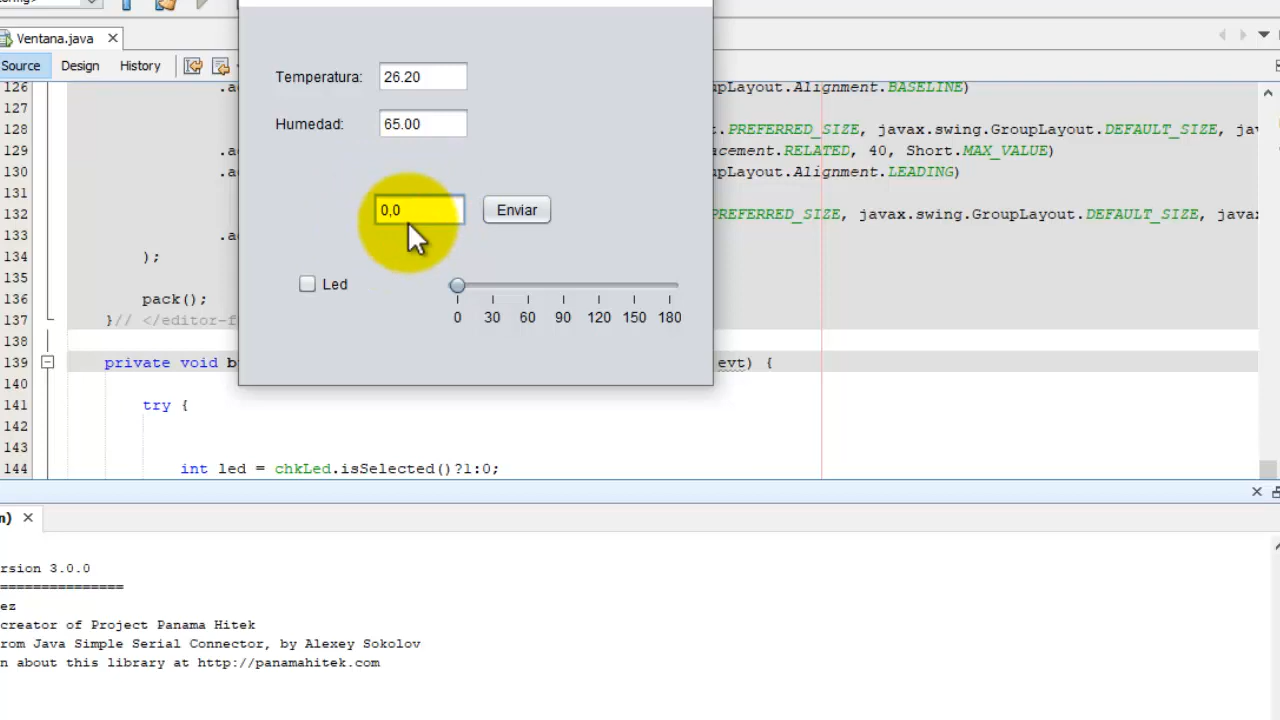 Ventana.java
Source Design History
126 .a upLayout.Alignment.BASELINE)
127
128 t.PREFERRED_SIZE, javax.swing.GroupLayout.DEFAULT_SIZE,
129 .a acement.RELATED, 40, Short.MAX_VALUE)
130 .a upLayout.Alignment.LEADING)
131
132 PREFERRED_SIZE, javax.swing.GroupLayout.DEFAULT_SIZE, javax
133 .a
134 );
135
136 pack();
137 }// </editor-f
138
139 private void b evt) {
140
141 try {
142
143
144 int led = chkLed.isSelected()?1:0;
Temperatura: 26.20
Humedad: 65.00
0,0 Enviar
Led
0 30 60 90 120 150 180
n)
rsion 3.0.0
===============
ez
creator of Project Panama Hitek
rom Java Simple Serial Connector, by Alexey Sokolov
n about this library at http://panamahitek.com